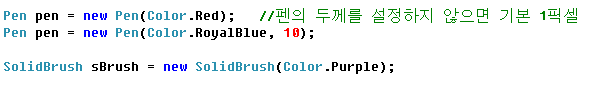 Pen pen = new Pen(Color.Red);   //펜의 두께를 설정하지 않으면 기본 1픽셀
Pen pen = new Pen(Color.RoyalBlue, 10);
SolidBrush sBrush = new SolidBrush(Color.Purple);